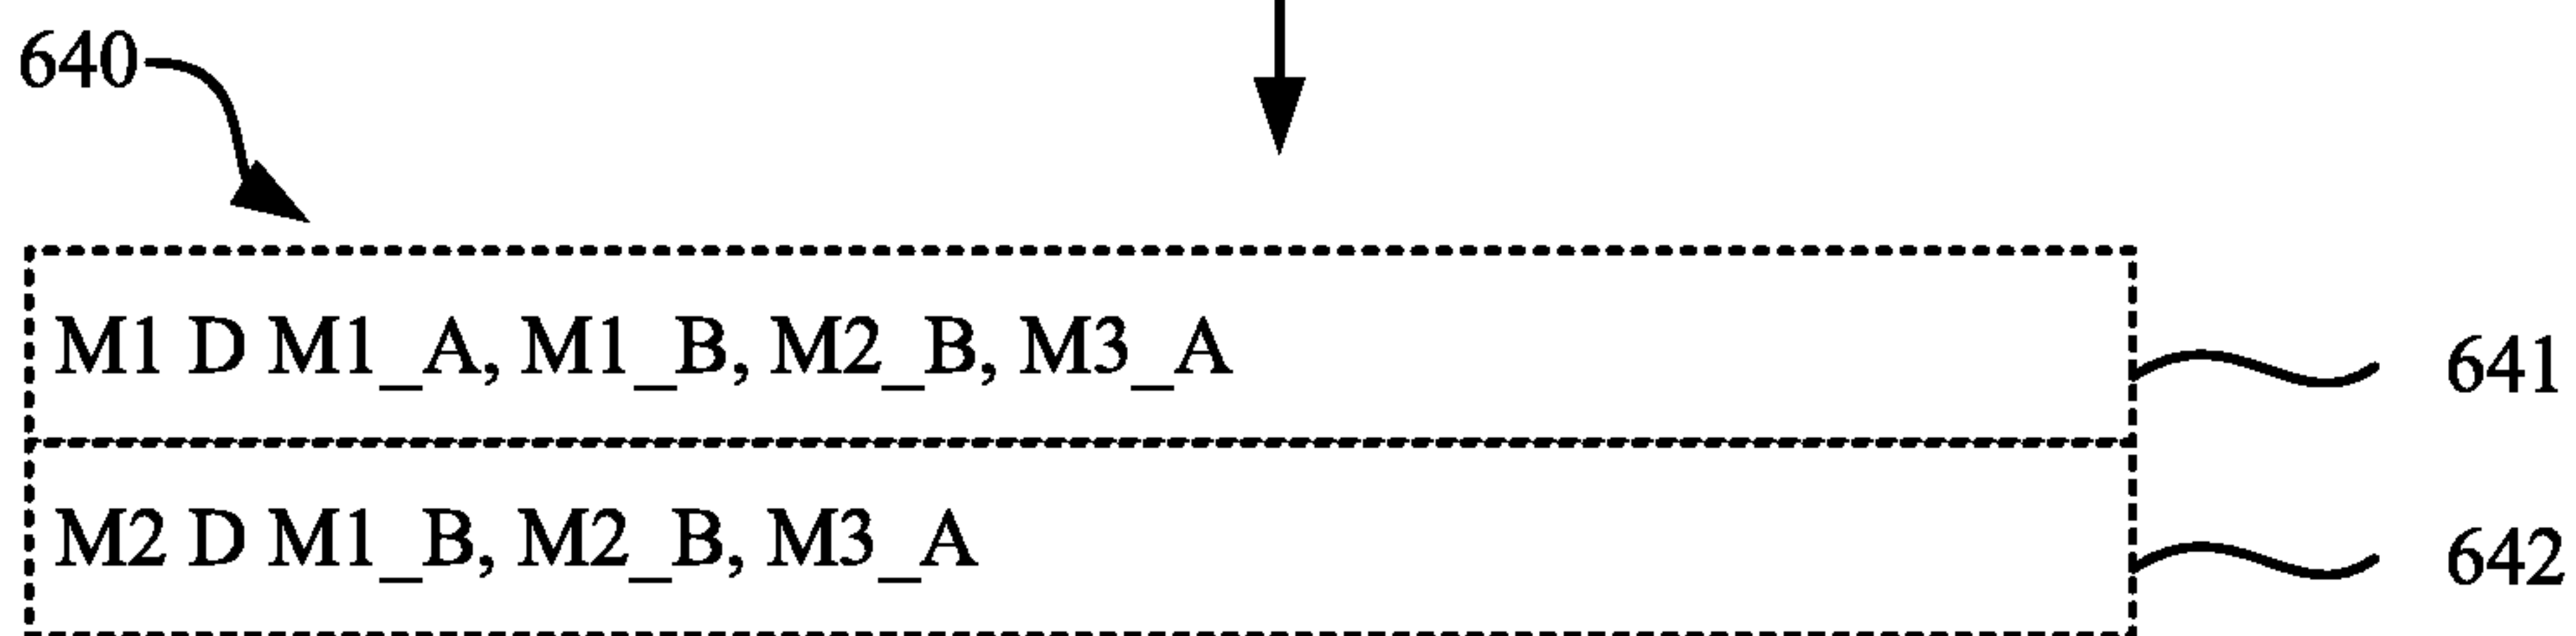 640
M1 D M1_A, M1_B, M2_B, M3_A 641
M2 D M1_B, M2_B, M3_A 642